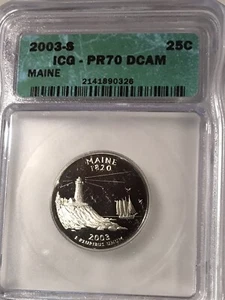 2003-S 25C
ICG - PR70 DCAM
MAINE
2141890326
MAINE
1820
2003
E PLURIBUS UNUM